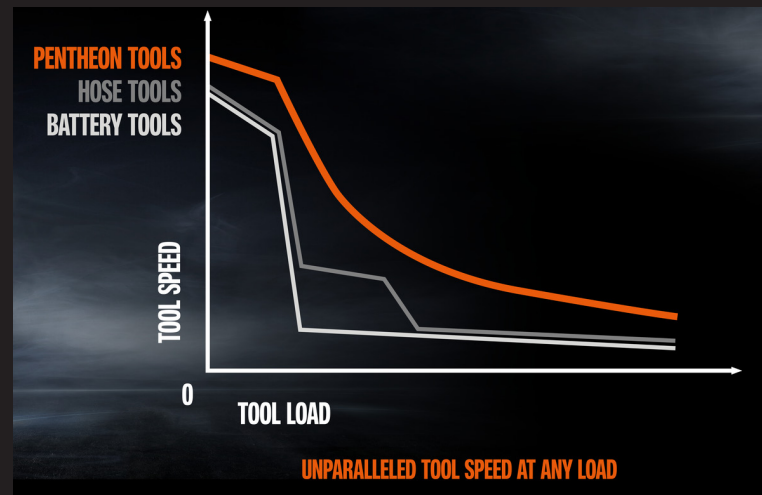 PENTHEON TOOLS
HOSE TOOLS
BATTERY TOOLS
TOOL SPEED
0
TOOL LOAD
UNPARALLELED TOOL SPEED AT ANY LOAD